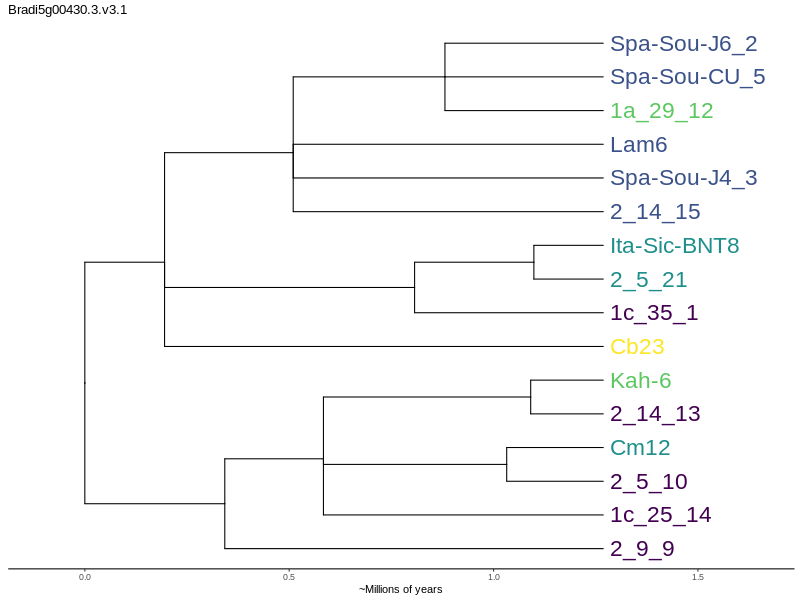 Bradi5g00430.3.v3.1
Spa-Sou-J6_2
Spa-Sou-CU_5
1a_29_12
Lam6
Spa-Sou-J4_3
2_14_15
Ita-Sic-BNT8
2_5_21
1c_35_1
Cb23
Kah-6
2_14_13
Cm12
2_5_10
1c_25_14
2_9_9
0.0 0.5 1.0 1.5
~Millions of years